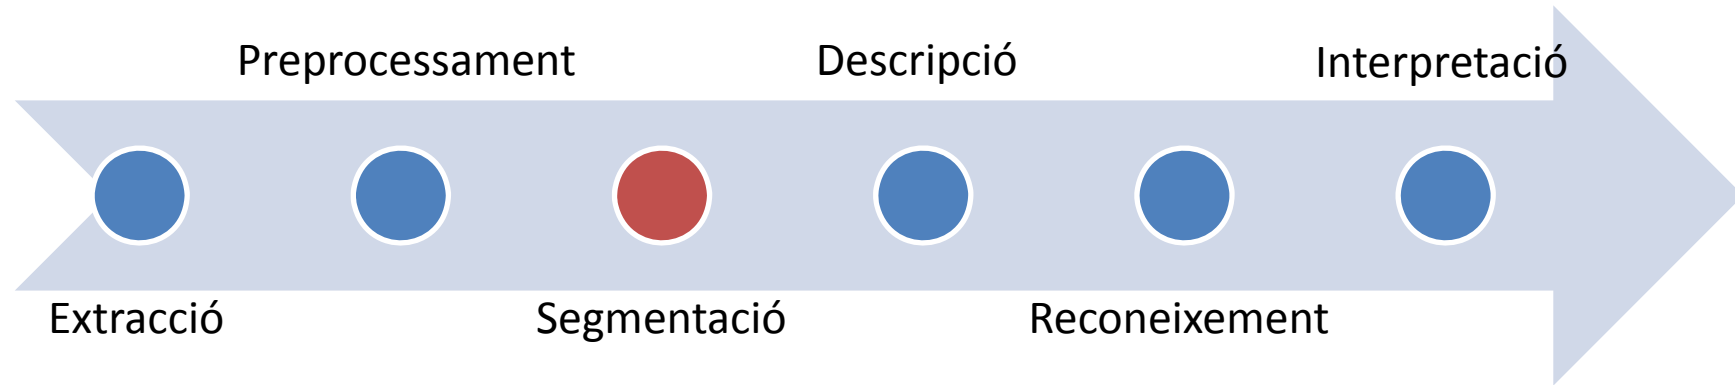 Preprocessament
Descripció
Interpretació
Extracció
Segmentació
Reconeixement